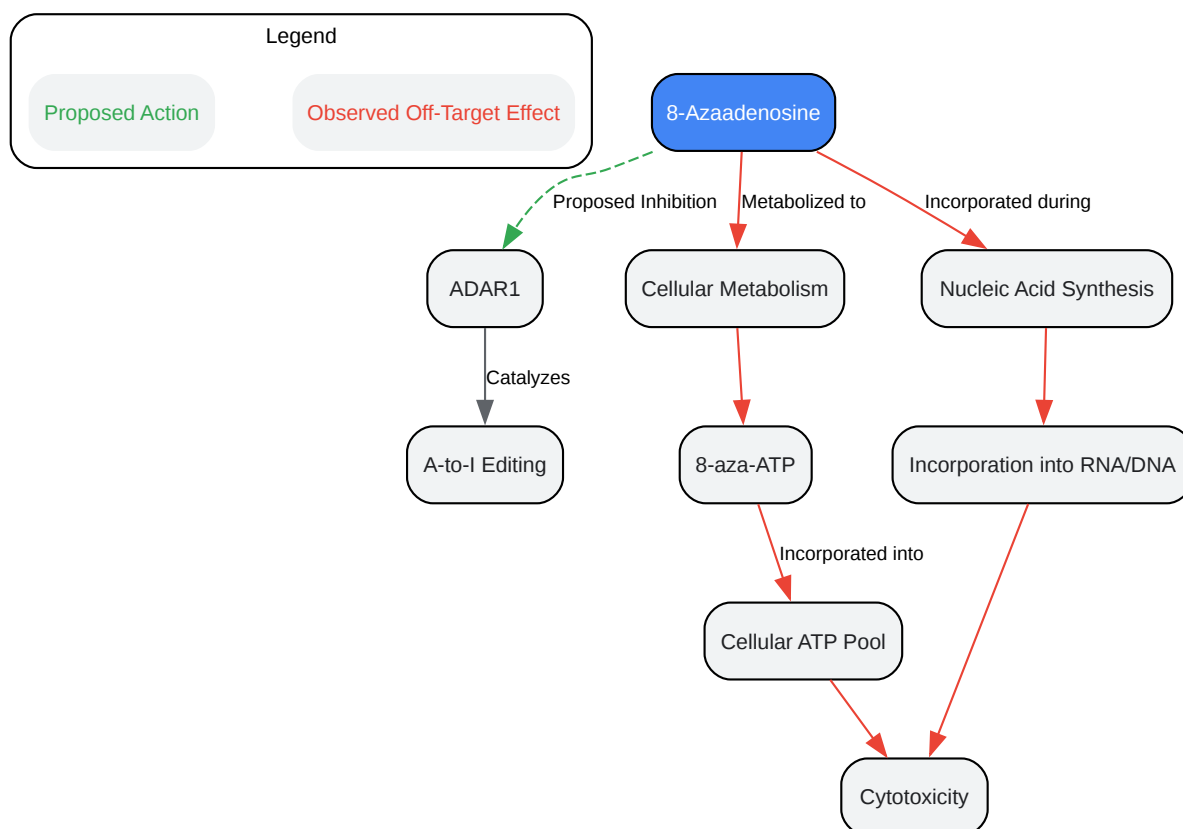 Legend
Proposed Action
Observed Off-Target Effect
8-Azaadenosine
Proposed Inhibition
Metabolized to
Incorporated during
ADAR1
Cellular Metabolism
Nucleic Acid Synthesis
Catalyzes
A-to-I Editing
8-aza-ATP
Incorporation into RNA/DNA
Incorporated into
Cellular ATP Pool
Cytotoxicity